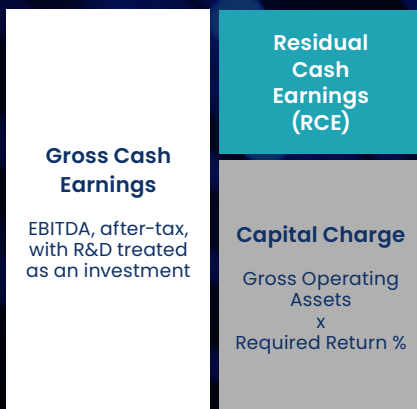 Gross Cash
Earnings
EBITDA, after-tax,
with R&D treated
as an investment
Residual
Cash
Earnings
(RCE)
Capital Charge
Gross Operating
Assets
x
Required Return %